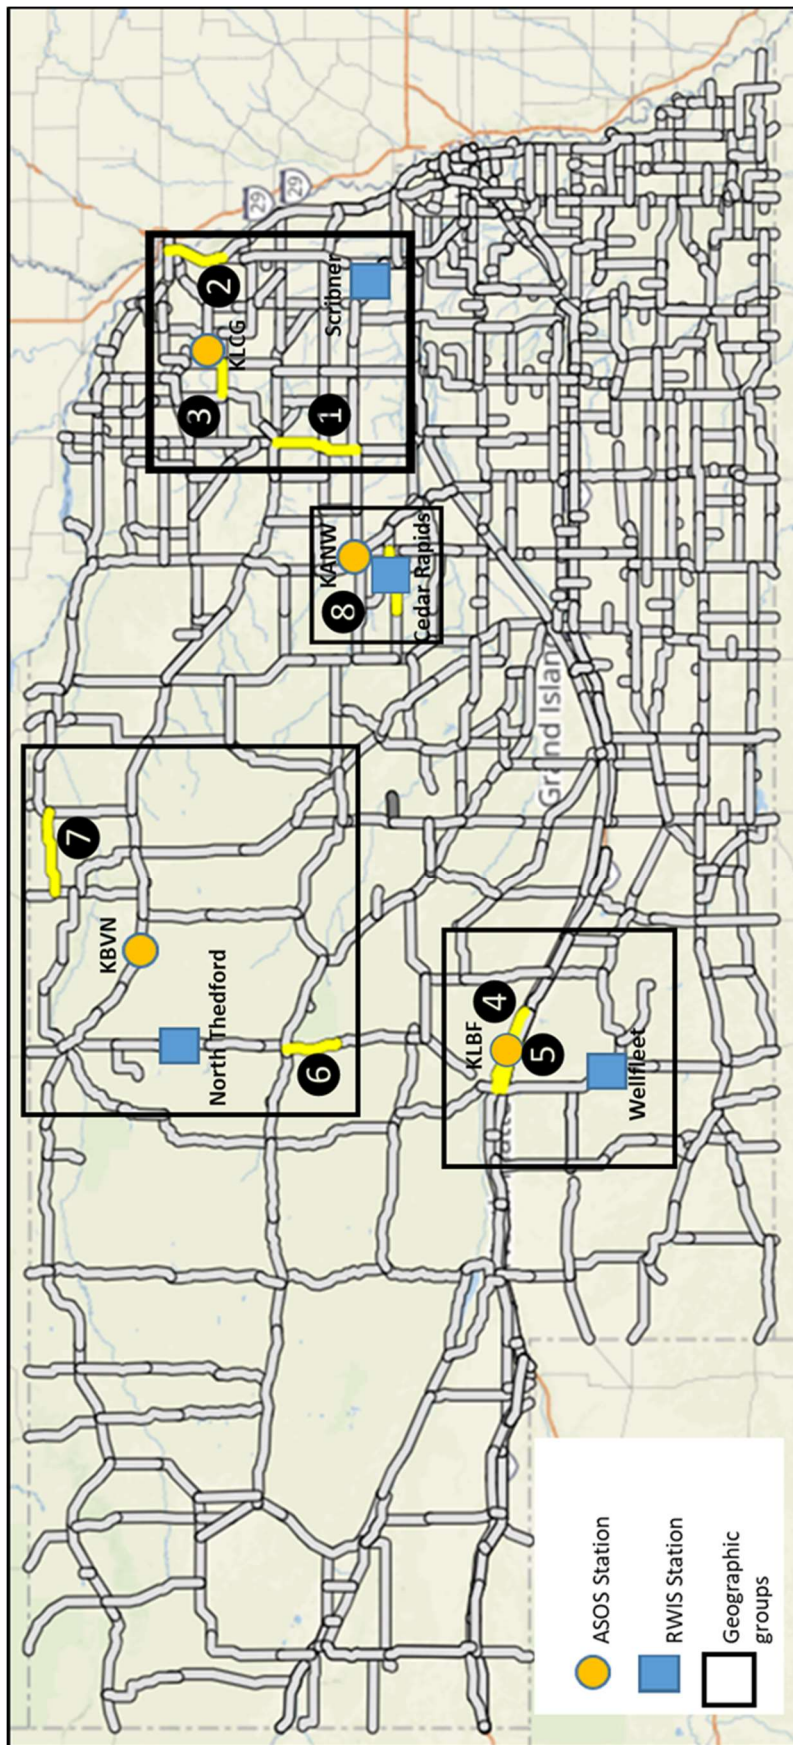 7
KBVN
North Thedford
3
2
KLCG
29
29
6
KANW
1
Scribner
8
Cedar Rapids
KLBF
4
5
Grand Islan
Wellfleet
ASOS Station
RWIS Station
Geographic
groups